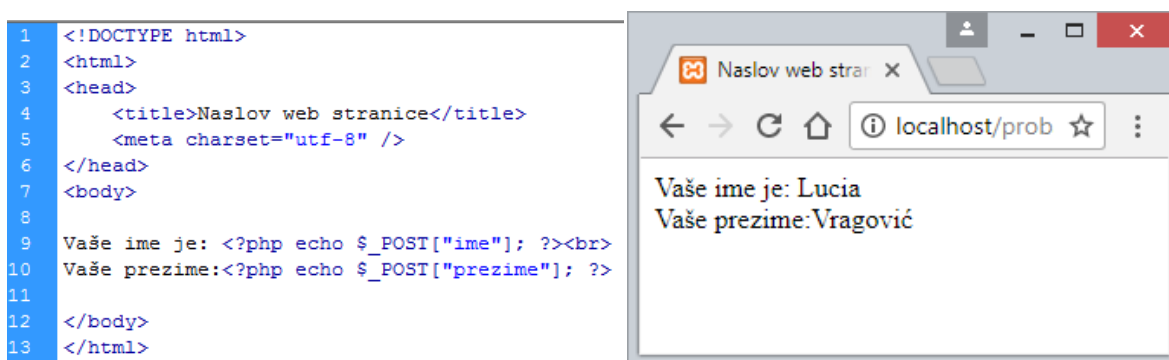 1 <!DOCTYPE html>
2 <html>
3 <head>
4 <title>Naslov web stranice</title>
5 <meta charset="utf-8" />
6 </head>
7 <body>
8
9 Vaše ime je: <?php echo $_POST["ime"]; ?><br>
10 Vaše prezime:<?php echo $_POST["prezime"]; ?>
11
12 </body>
13 </html>
Naslov web stran
localhost/prob
Vaše ime je: Lucia
Vaše prezime:Vragović